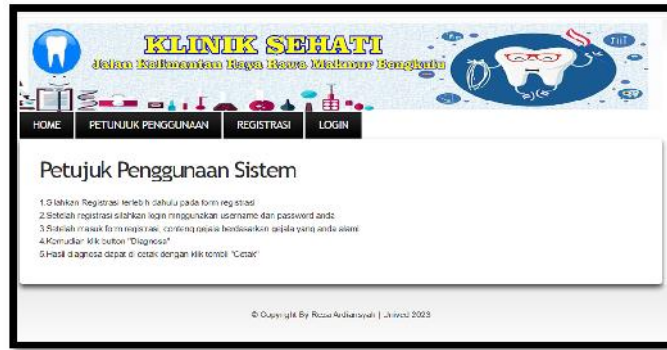 KLINIK SEHATI
Jalan Kalimantan Raya Rawa Makmur Bengkulu
HOME PETUNJUK PENGGUNAAN REGISTRASI LOGIN
Petujuk Penggunaan Sistem
1.Silahkan Registrasi terlebih dahulu pada form registrasi
2.Setelah registrasi silahkan login menggunakan username dan password anda
3.Setelah masuk form registrasi, conteng gejala berdasarkan gejala yang anda alami
4.Kemudian klik button "Diagnosa"
5.Hasil diagnosa dapat di cetak dengan klik tombil "Cetak"
© Copyright By Reza Ardiansyah | Unived 2023